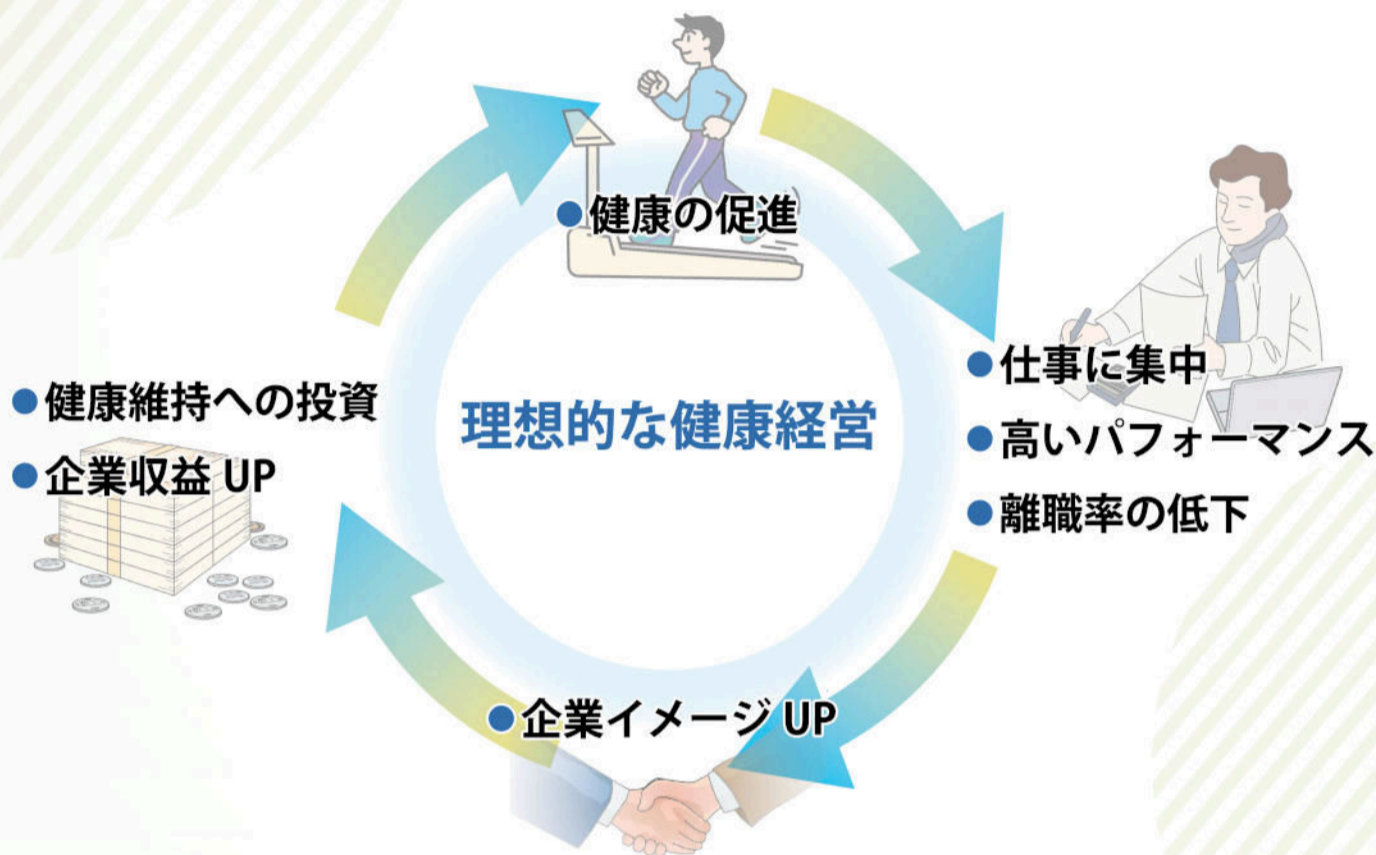 ●健康の促進
●仕事に集中
●高いパフォーマンス
●離職率の低下
●企業イメージ UP
●健康維持への投資
●企業収益 UP
理想的な健康経営